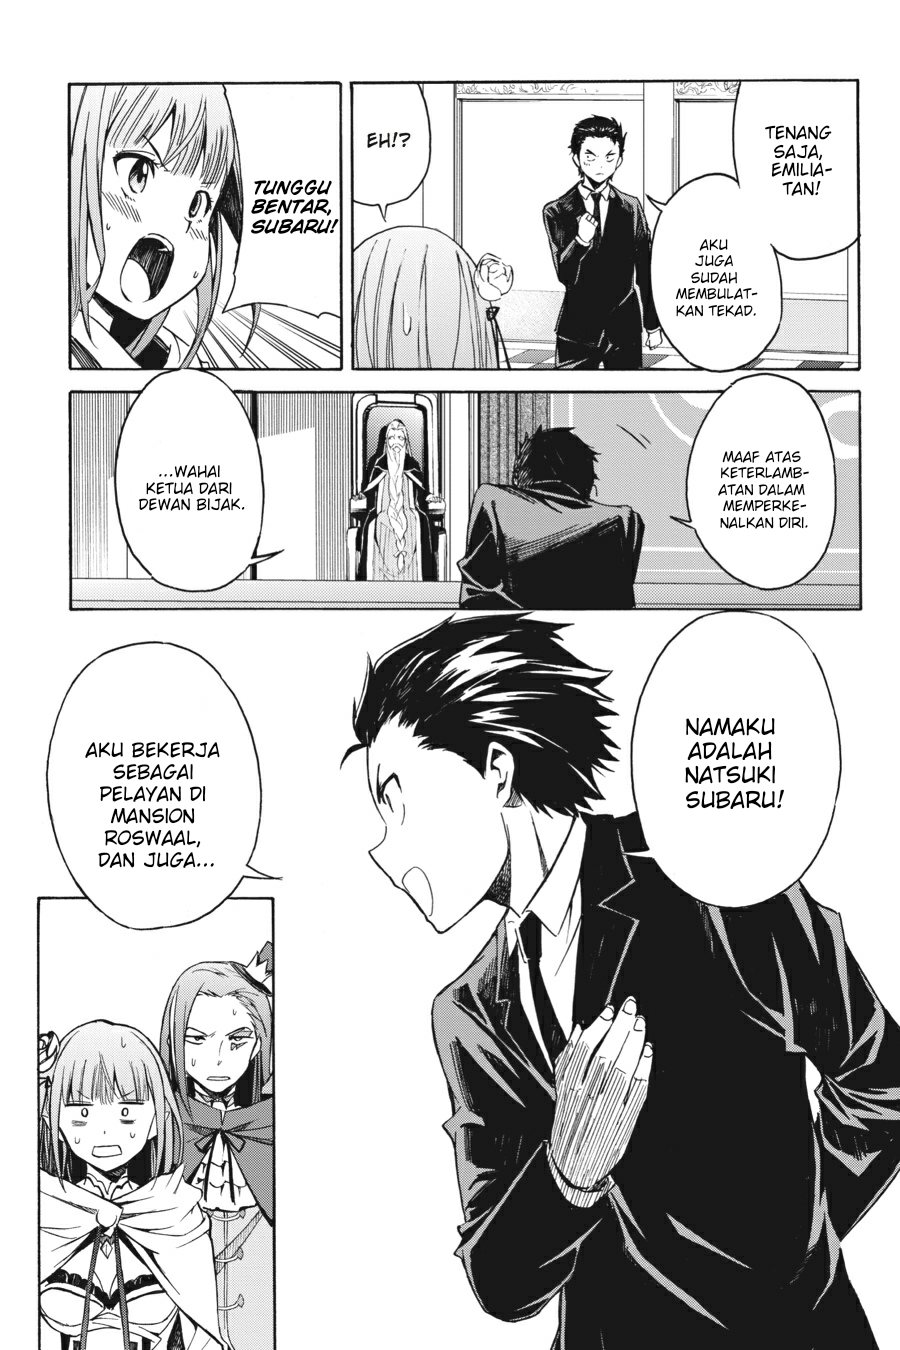 TENANG
SAJA,
EMILIA-
TAN!
AKU
JUGA
SUDAH
MEMBULAT-
KAN TEKAD.
EH!?
TUNGGU
BENTAR,
SUBARU!
MAAF ATAS
KETERLAMB-
ATAN DALAM
MEMPERKE-
NALKAN DIRI.
...WAHAI
KETUA DARI
DEWAN BIJAK.
NAMAKU
ADALAH
NATSUKI
SUBARU!
AKU BEKERJA
SEBAGAI
PELAYAN DI
MANSION
ROSWAAL,
DAN JUGA...